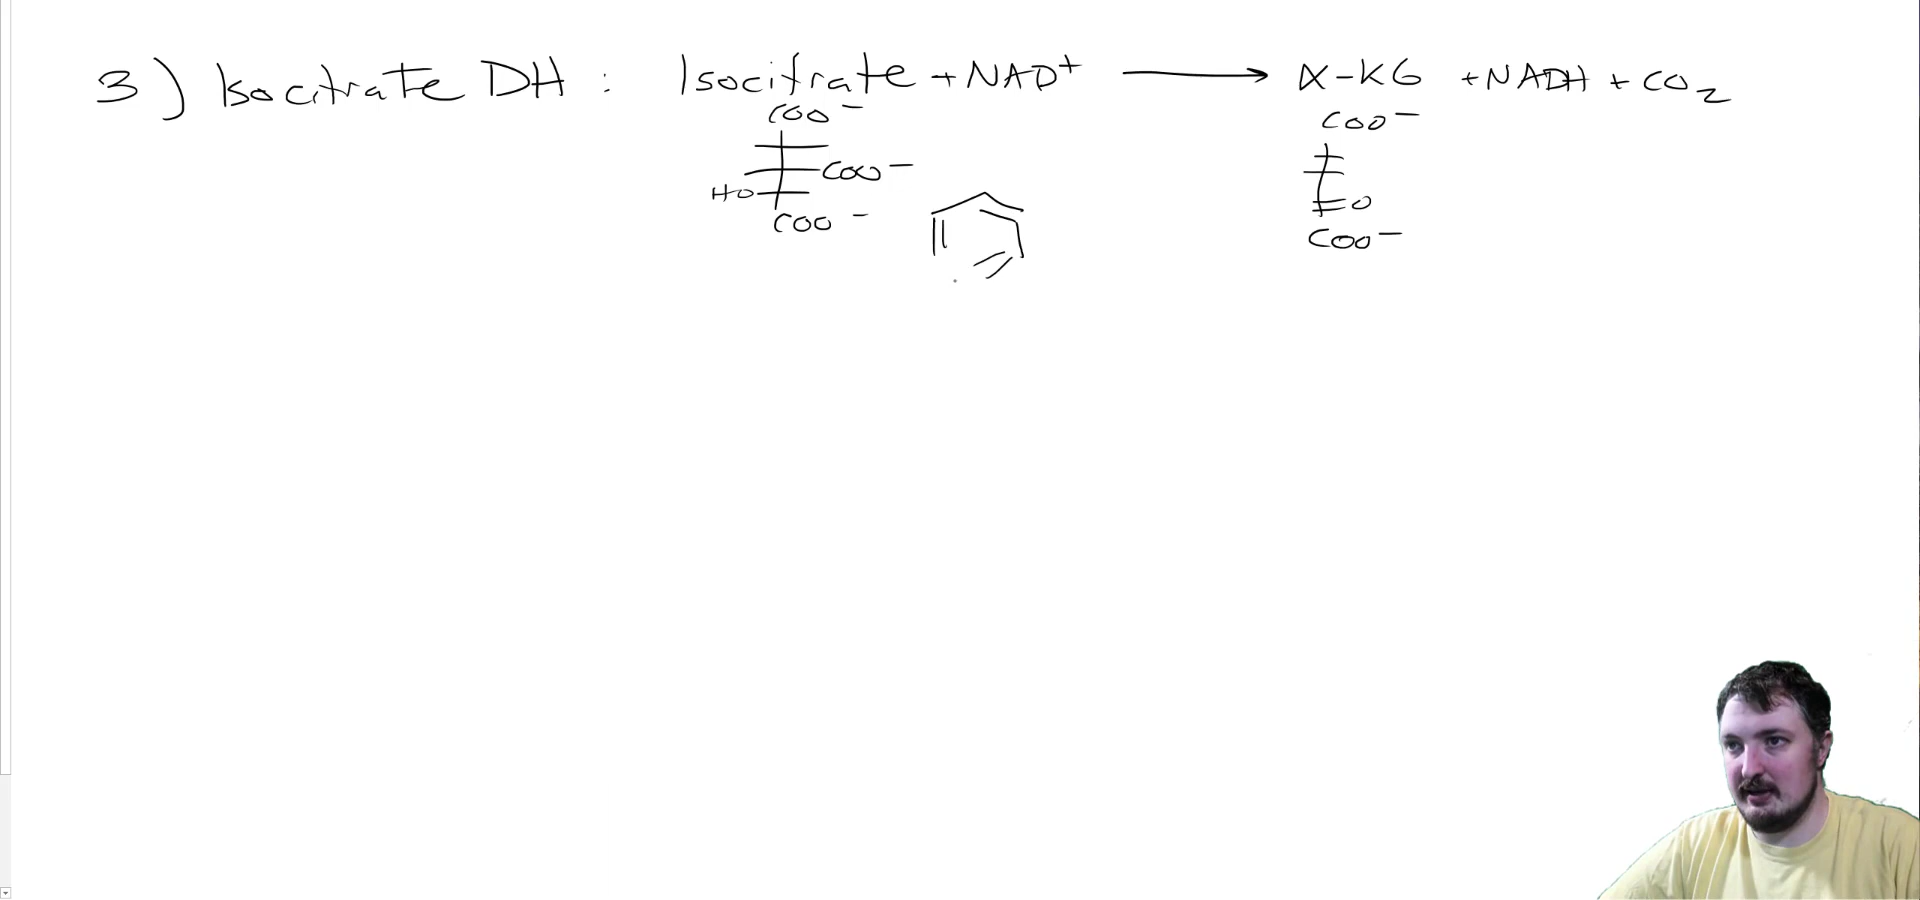 3) Isocitrate DH : Isocitrate + NAD+ → α-KG + NADH + CO2
COO- COO-
COO-
HO O
COO- COO-